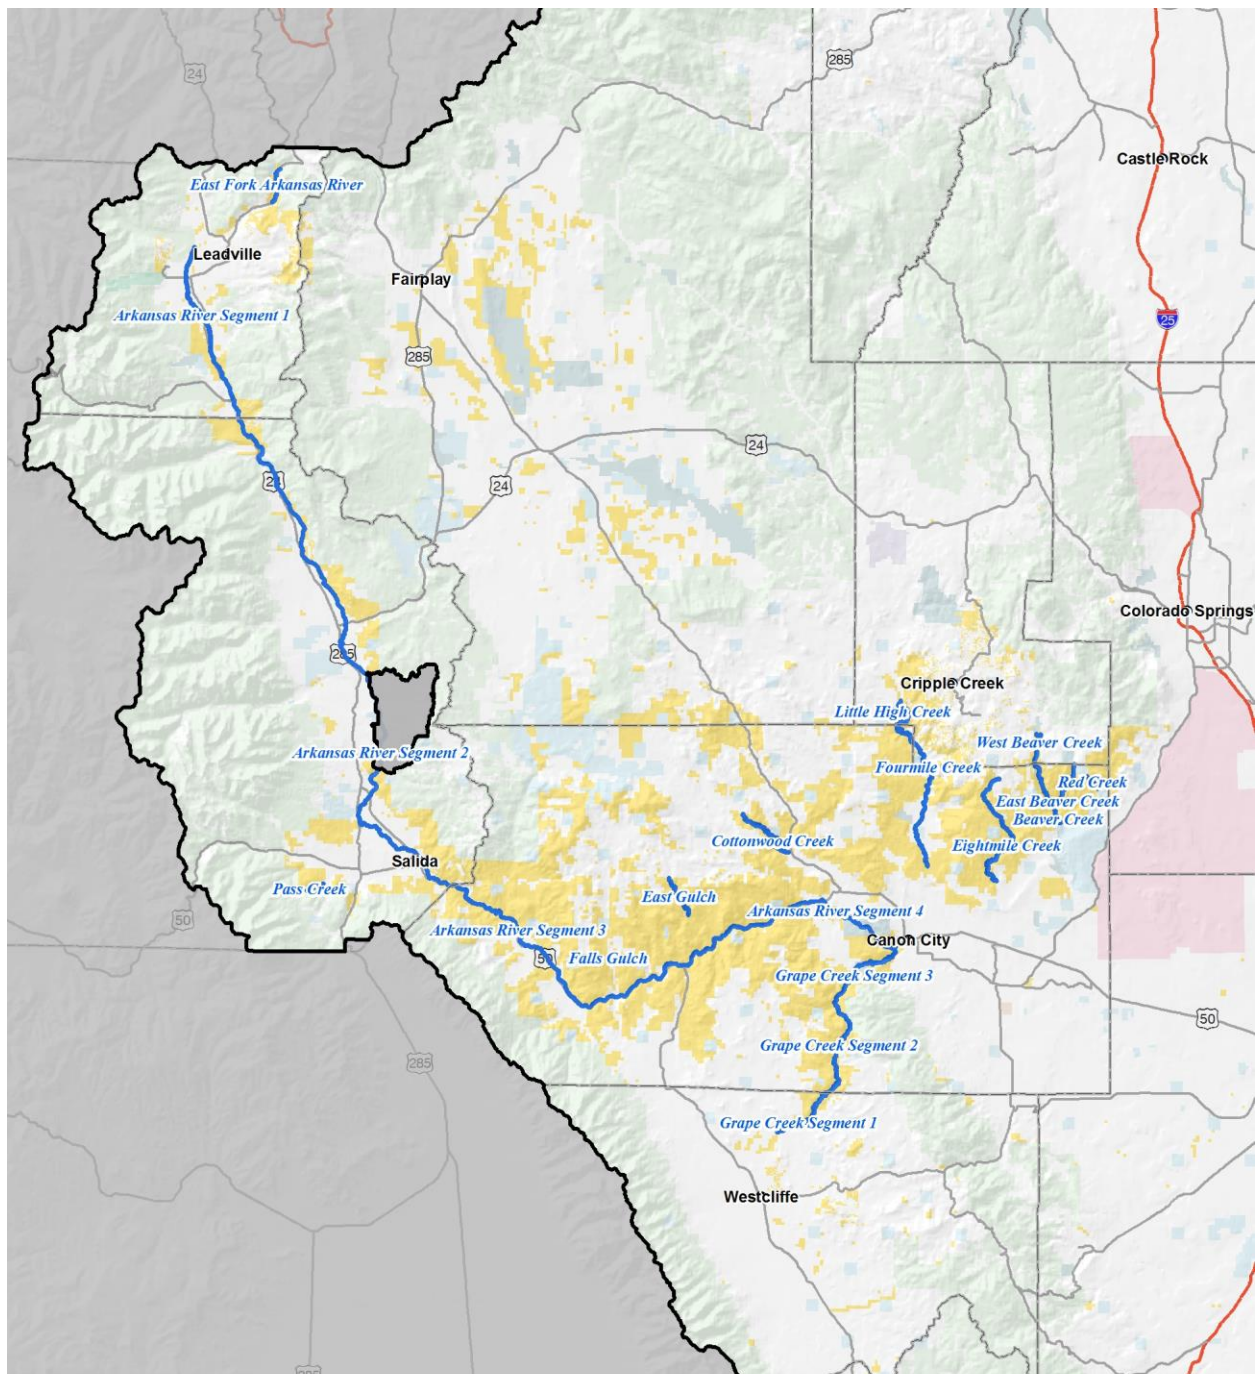 24
285
Castle Rock
East Fork Arkansas River
Leadville
Fairplay
Arkansas River Segment 1
25
285
24
24
24
Colorado Springs
285
Cripple Creek
Little High Creek
West Beaver Creek
Arkansas River Segment 2
Fourmile Creek
Red Creek
East Beaver Creek
Beaver Creek
Cottonwood Creek
Eightmile Creek
Salida
Pass Creek
East Gulch
Arkansas River Segment 4
50
Arkansas River Segment 3
Canon City
50
Falls Gulch
Grape Creek Segment 3
50
Grape Creek Segment 2
285
Grape Creek Segment 1
Westcliffe